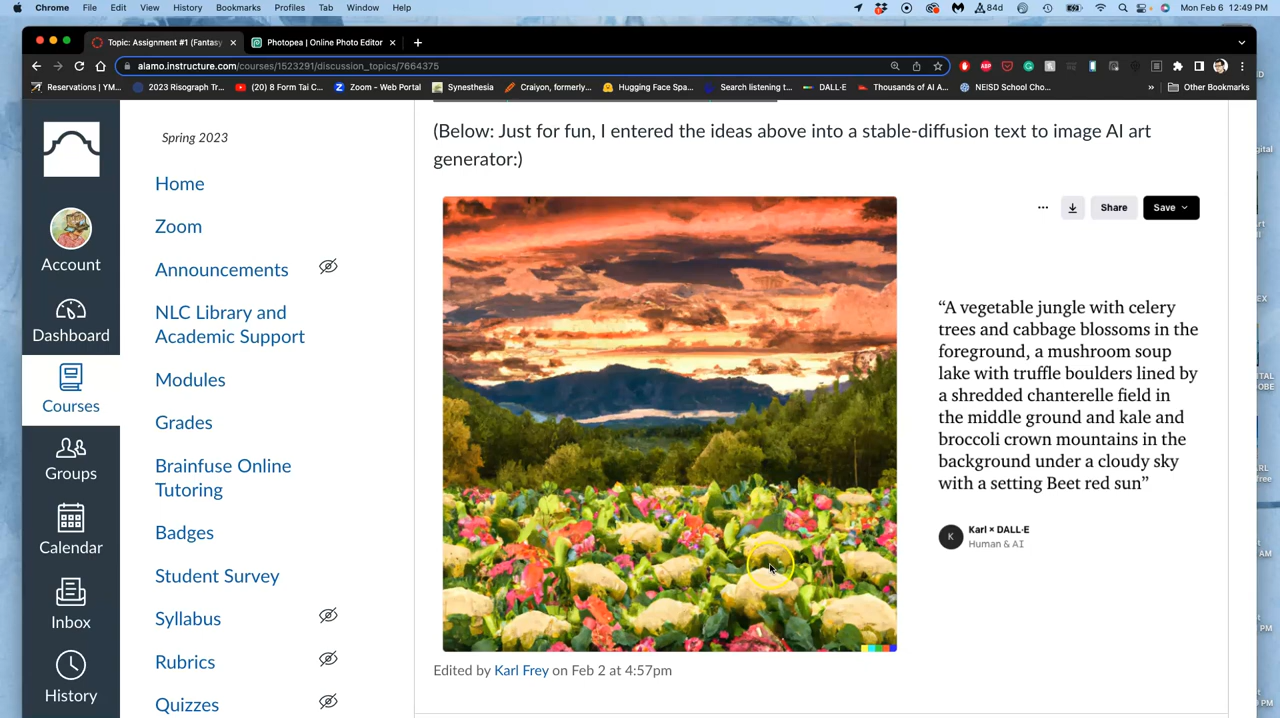 Chrome File Edit View History Bookmarks Profiles Tab Window Help
84d
Mon Feb 6 12:49 PM
Topic: Assignment #1 (Fantasy
Photopea | Online Photo Editor
alamo.instructure.com/courses/1523291/discussion_topics/7664375
Reservations | YM...
2023 Risograph Tr...
(20) 8 Form Tai C...
Zoom - Web Portal
Synesthesia
Craiyon, formerly...
Hugging Face Spa...
Search listening t...
DALL·E
Thousands of AI A...
NEISD School Cho...
Other Bookmarks
Account
Dashboard
Courses
Groups
Calendar
Inbox
History
Spring 2023
Home
Zoom
Announcements
NLC Library and
Academic Support
Modules
Grades
Brainfuse Online
Tutoring
Badges
Student Survey
Syllabus
Rubrics
Quizzes
(Below: Just for fun, I entered the ideas above into a stable-diffusion text to image AI art
generator:)
Share
Save
“A vegetable jungle with celery
trees and cabbage blossoms in the
foreground, a mushroom soup
lake with truffle boulders lined by
a shredded chanterelle field in
the middle ground and kale and
broccoli crown mountains in the
background under a cloudy sky
with a setting Beet red sun”
K
Karl × DALL·E
Human & AI
Edited by Karl Frey on Feb 2 at 4:57pm